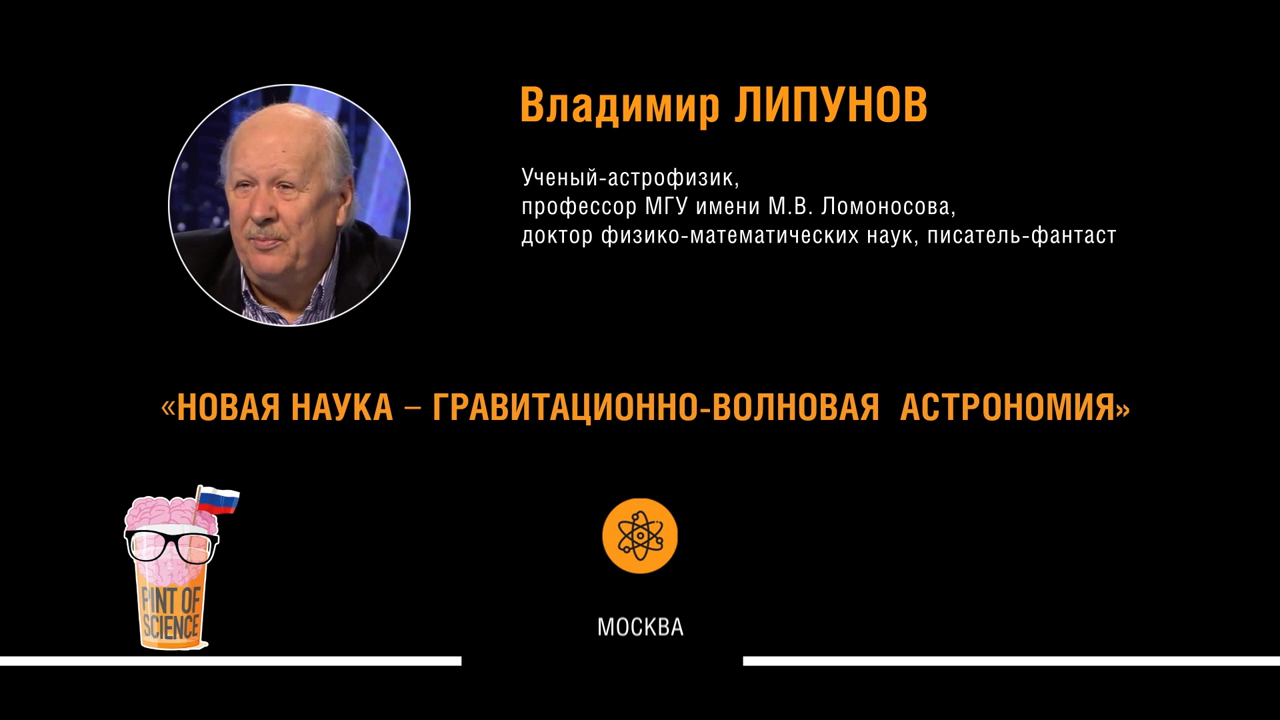 Владимир ЛИПУНОВ
Ученый-астрофизик,
профессор МГУ имени М.В. Ломоносова,
доктор физико-математических наук, писатель-фантаст
«НОВАЯ НАУКА – ГРАВИТАЦИОННО-ВОЛНОВАЯ АСТРОНОМИЯ»
PINT OF
SCIENCE
МОСКВА